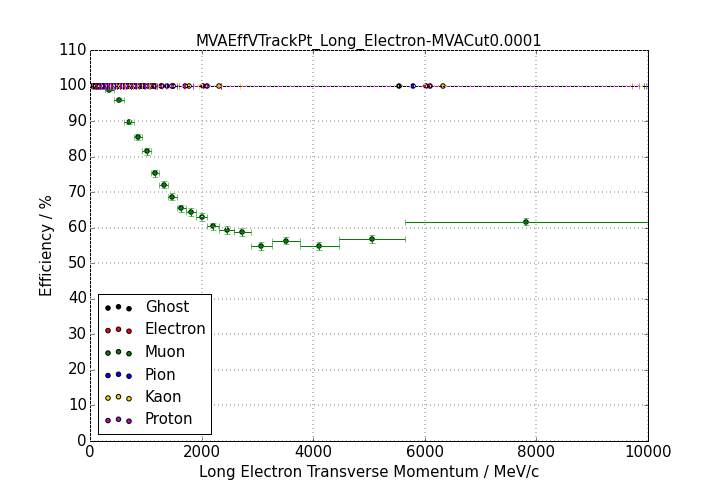 MVAEffVTrackPt_Long_Electron-MVACut0.0001
110
100
90
80
70
60
50
40
30
20
10
0
Efficiency / %
Ghost
Electron
Muon
Pion
Kaon
Proton
0 2000 4000 6000 8000 10000
Long Electron Transverse Momentum / MeV/c